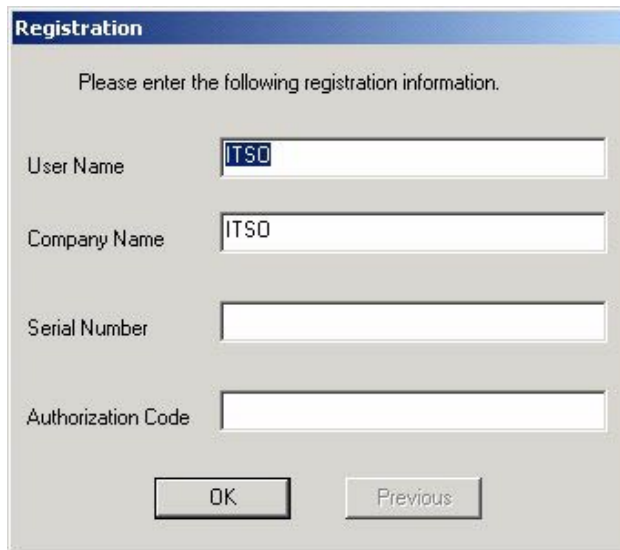 Registration
Please enter the following registration information.
User Name ITSO
Company Name ITSO
Serial Number
Authorization Code
OK Previous